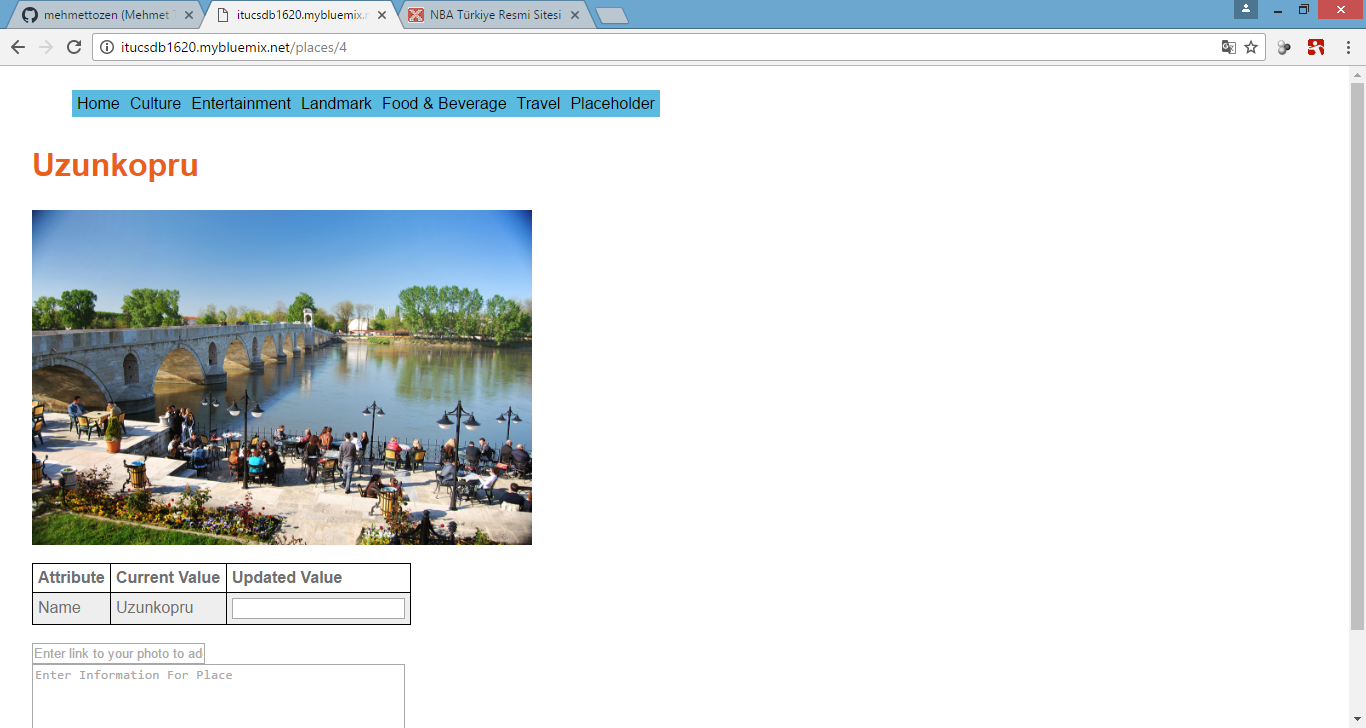 mehmettozen (Mehmet T
itucsdb1620.mybluemix.n
NBA Türkiye Resmi Sitesi
itucsdb1620.mybluemix.net/places/4
Home Culture Entertainment Landmark Food & Beverage Travel Placeholder
Uzunkopru
Attribute Current Value Updated Value
Name Uzunkopru
Enter link to your photo to ad
Enter Information For Place